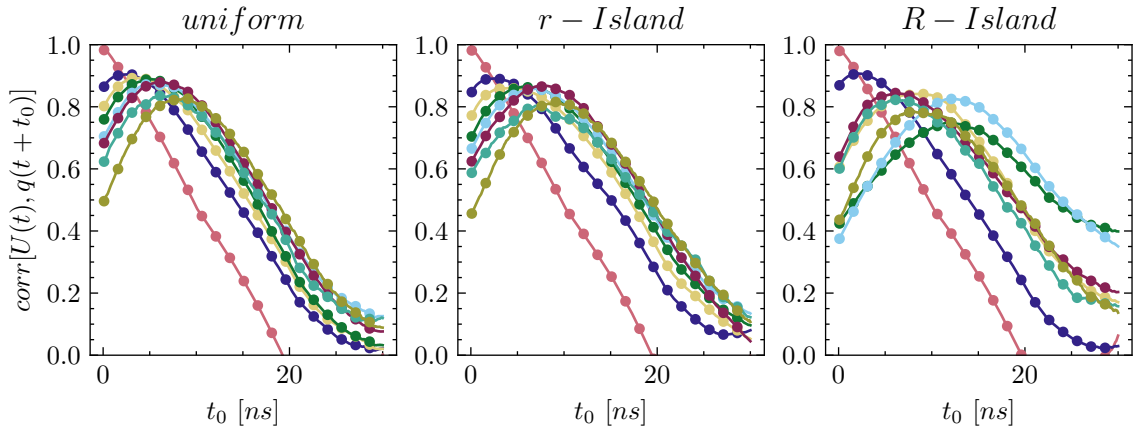 uniform
r − Island
R − Island
corr[U(t), q(t + t₀)]
1.0
0.8
0.6
0.4
0.2
0.0
0 20
0 20
0 20
t₀ [ns]
t₀ [ns]
t₀ [ns]